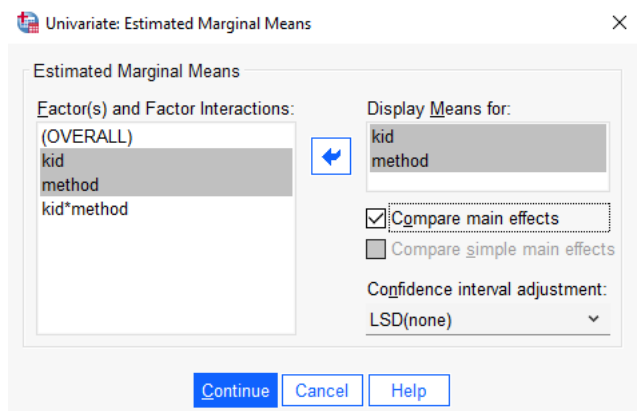 Univariate: Estimated Marginal Means
Estimated Marginal Means
Factor(s) and Factor Interactions:
(OVERALL)
kid
method
kid*method
Display Means for:
kid
method
Compare main effects
Compare simple main effects
Confidence interval adjustment:
LSD(none)
Continue
Cancel
Help